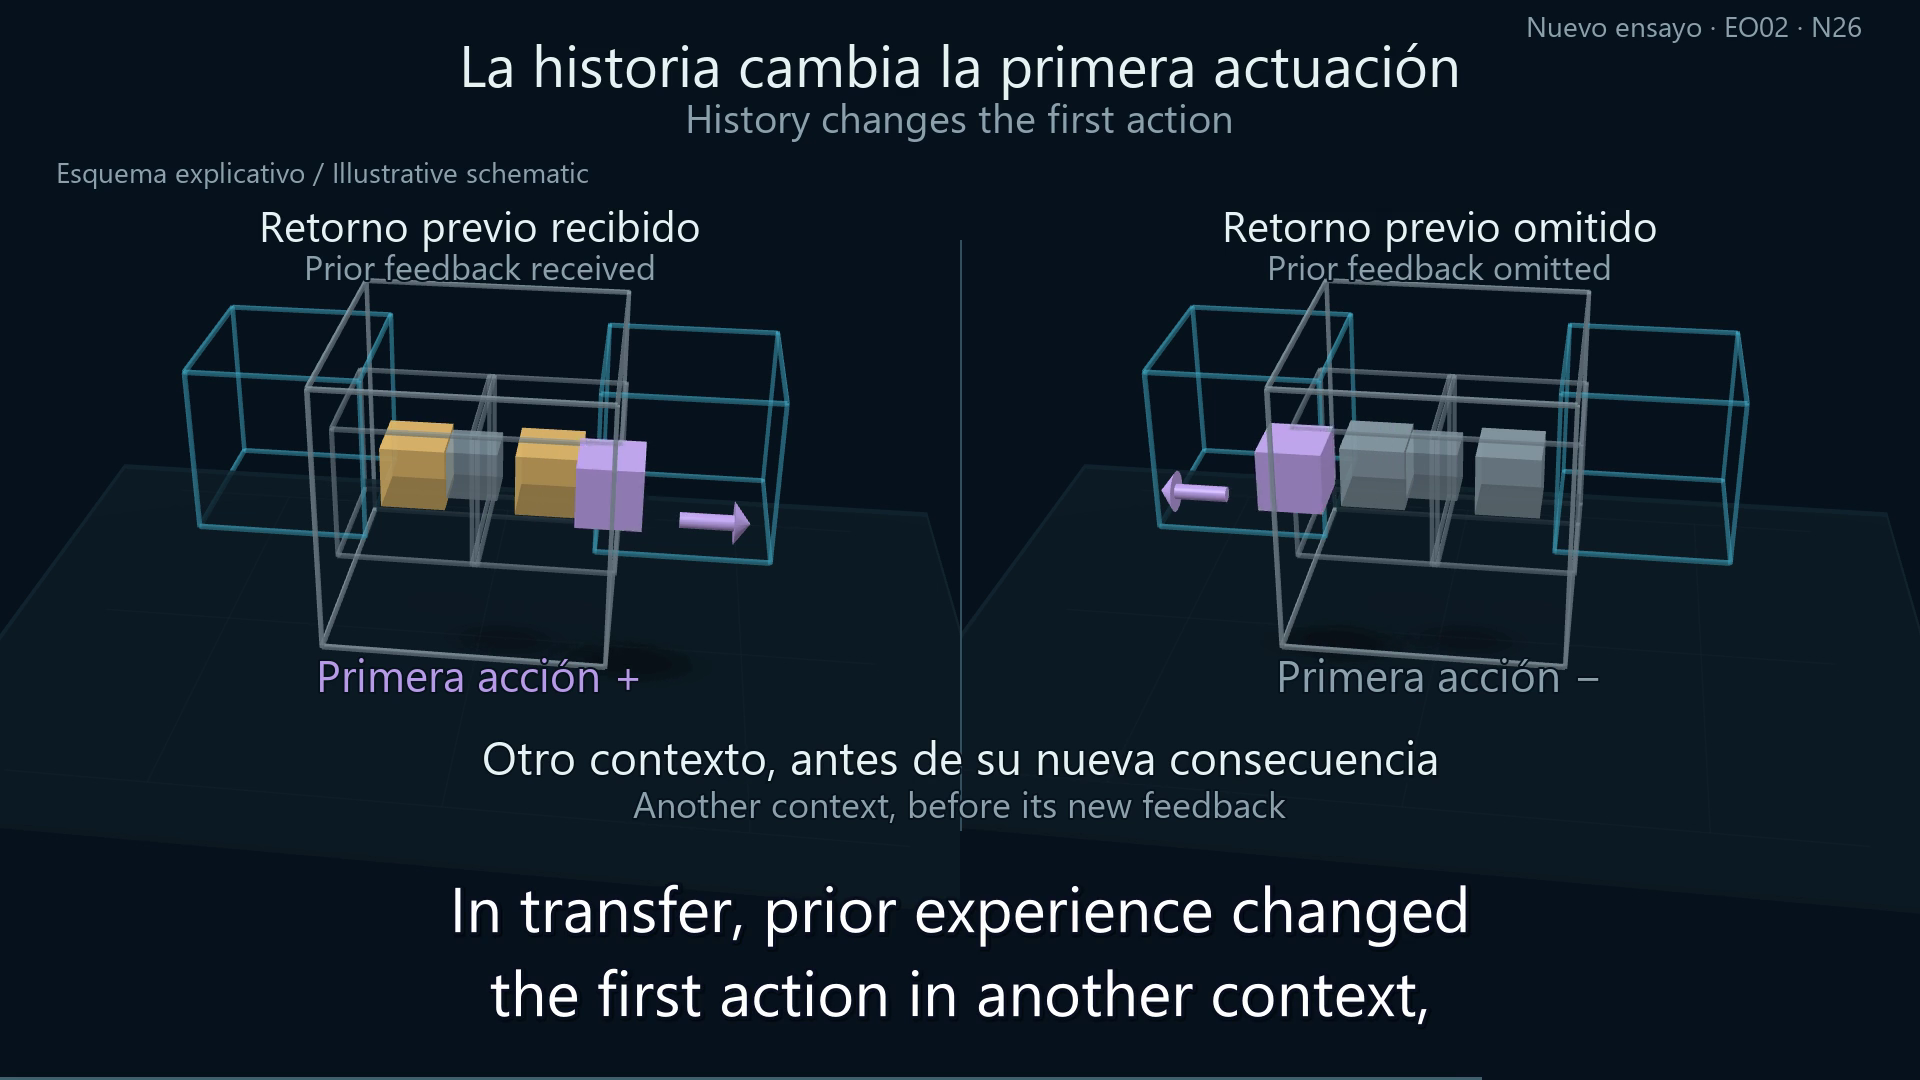 Nuevo ensayo · EO02 · N26
La historia cambia la primera actuación
History changes the first action
Esquema explicativo / Illustrative schematic
Retorno previo recibido
Prior feedback received
Retorno previo omitido
Prior feedback omitted
Primera acción +
Primera acción −
Otro contexto, antes de su nueva consecuencia
Another context, before its new feedback
In transfer, prior experience changed
the first action in another context,